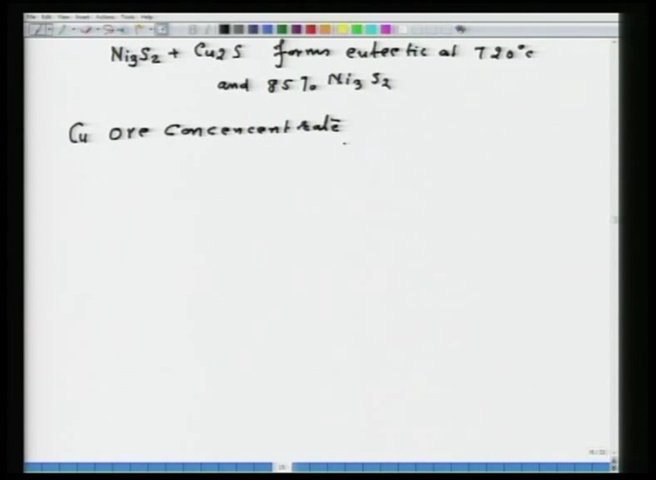 Ni3S2 + Cu2S forms eutectic at 720°c
and 85% Ni3S2
Cu ore concencentrate